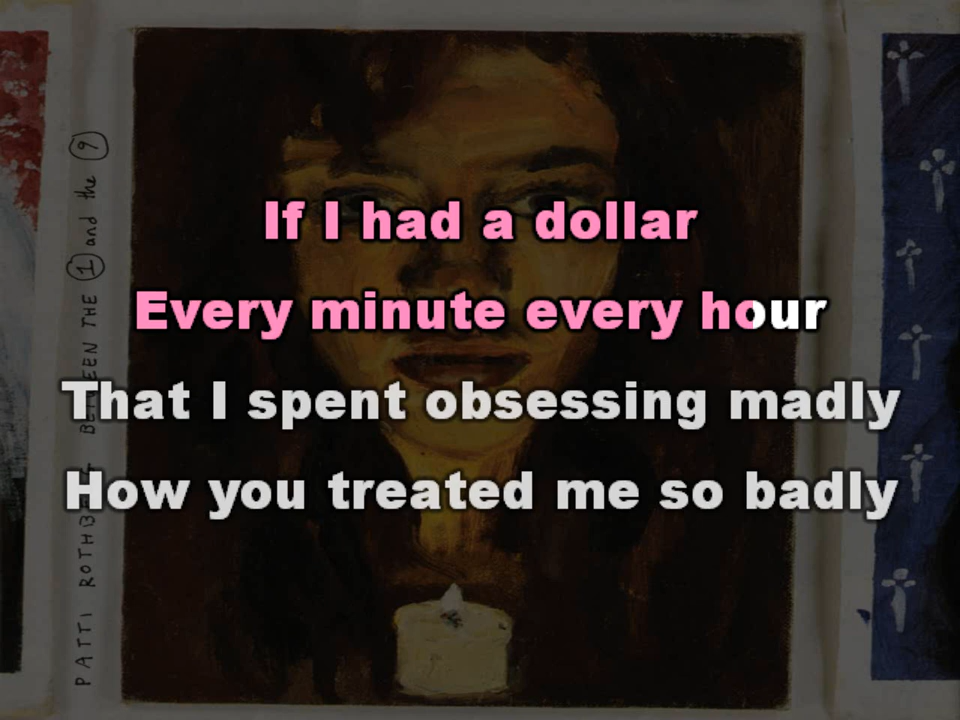 If I had a dollar
Every minute every hour
That I spent obsessing madly
How you treated me so badly
PATTI ROTHB BETWEEN THE 1 and the 9